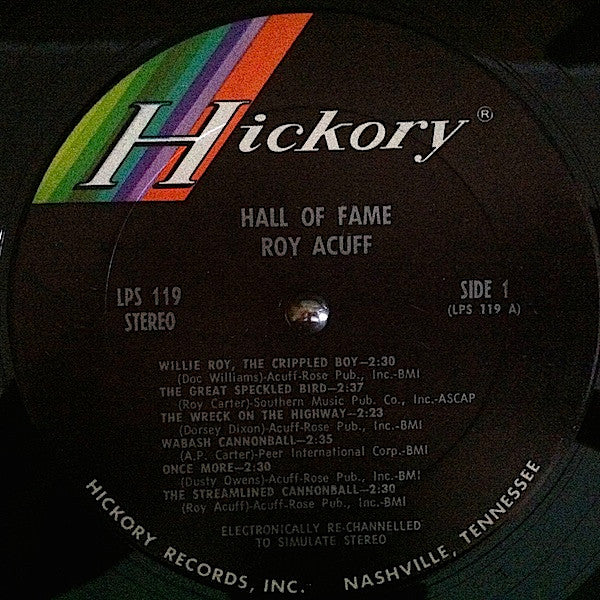 Hickory®
HALL OF FAME
ROY ACUFF
LPS 119
STEREO
SIDE 1
(LPS 119 A)
WILLIE ROY, THE CRIPPLED BOY—2:30
(Doc Williams)-Acuff-Rose Pub., Inc.-BMI
THE GREAT SPECKLED BIRD—2:37
(Roy Carter)-Southern Music Pub. Co., Inc.-ASCAP
THE WRECK ON THE HIGHWAY—2:23
(Dorsey Dixon)-Acuff-Rose Pub., Inc.-BMI
WABASH CANNONBALL—2:35
(A.P. Carter)-Peer International Corp.-BMI
ONCE MORE—2:30
(Dusty Owens)-Acuff-Rose Pub., Inc.-BMI
THE STREAMLINED CANNONBALL—2:30
(Roy Acuff)-Acuff-Rose Pub., Inc.-BMI
ELECTRONICALLY RE-CHANNELLED
TO SIMULATE STEREO
HICKORY RECORDS, INC. NASHVILLE, TENNESSEE